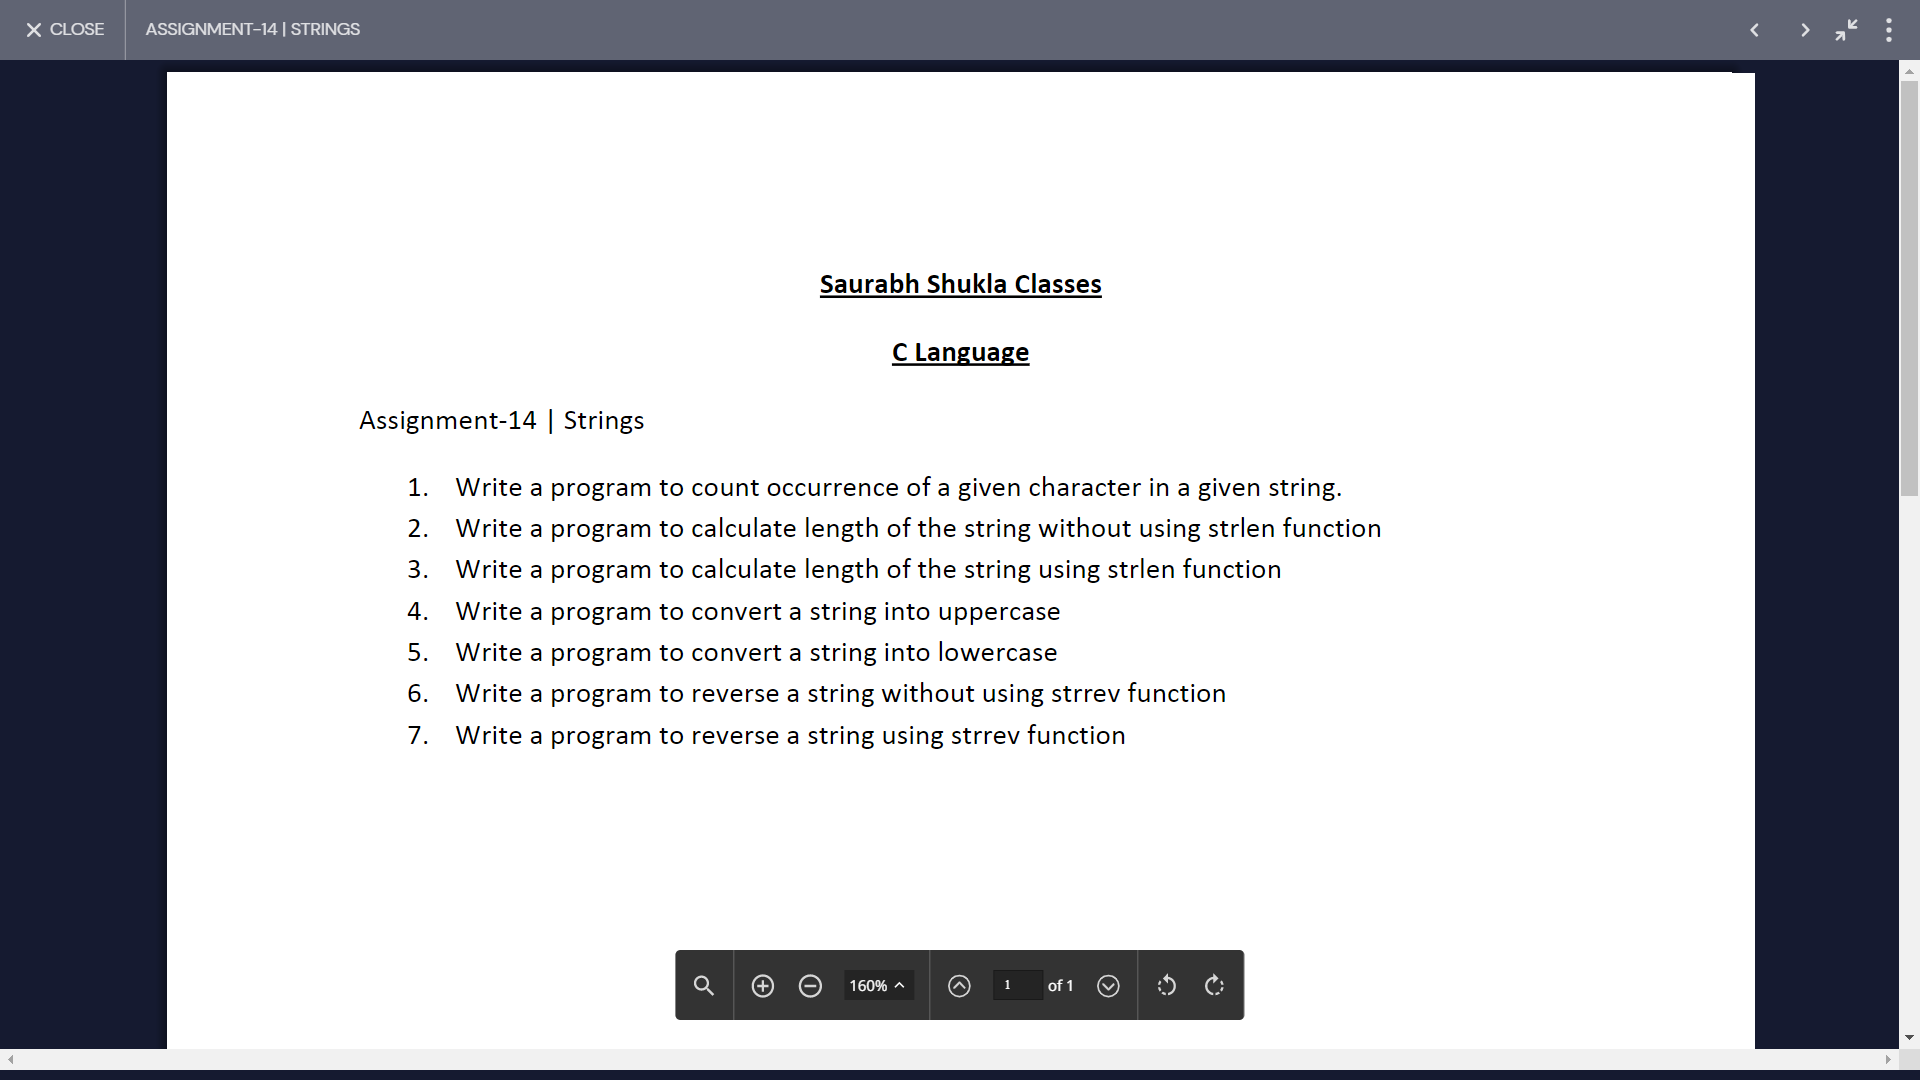 CLOSE
ASSIGNMENT-14 | STRINGS
Saurabh Shukla Classes
C Language
Assignment-14 | Strings
1. Write a program to count occurrence of a given character in a given string.
2. Write a program to calculate length of the string without using strlen function
3. Write a program to calculate length of the string using strlen function
4. Write a program to convert a string into uppercase
5. Write a program to convert a string into lowercase
6. Write a program to reverse a string without using strrev function
7. Write a program to reverse a string using strrev function
160% 1 of 1